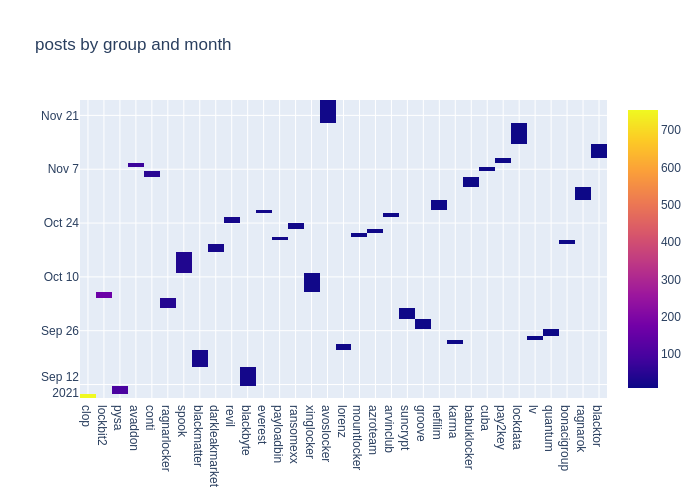 posts by group and month
Nov 21
Nov 7
Oct 24
Oct 10
Sep 26
Sep 12
2021
700
600
500
400
300
200
100
clop
lockbit2
pysa
avaddon
conti
ragnarlocker
spook
blackmatter
darkleakmarket
revil
blackbyte
everest
payloadbin
ransomexx
xinglocker
avoslocker
lorenz
mountlocker
azroteam
arvinclub
suncrypt
groove
nefilim
karma
babuklocker
cuba
pay2key
lockdata
lv
quantum
bonacigroup
ragnarok
blacktor